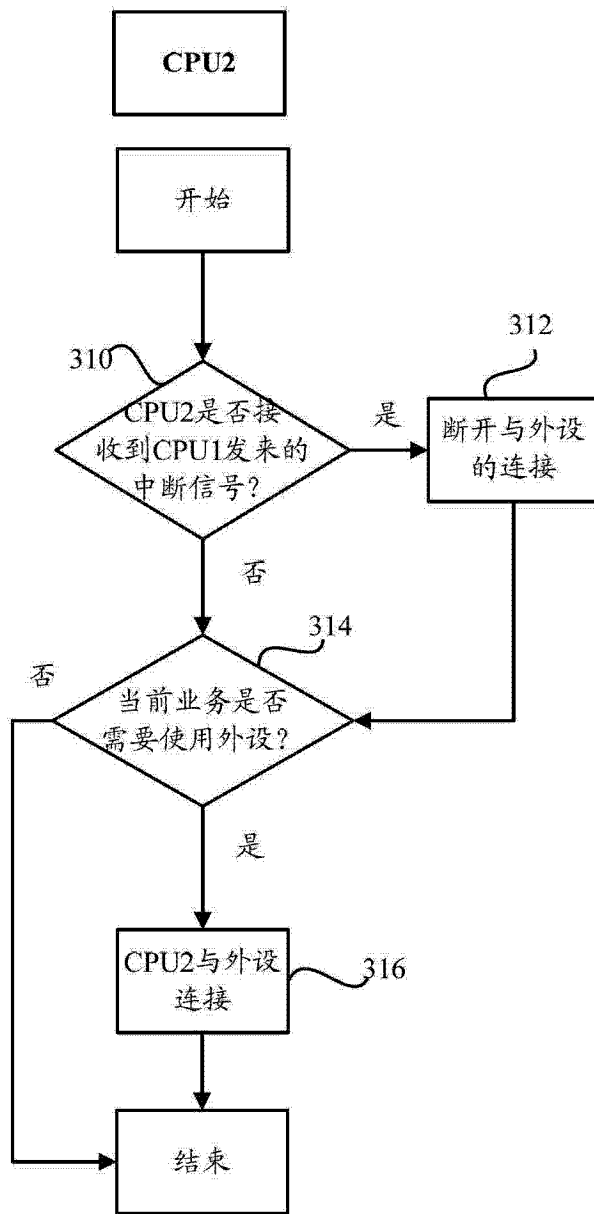 CPU2
开始
310
CPU2是否接
收到CPU1发来的
中断信号?
是
312
断开与外设
的连接
否
314
否
当前业务是否
需要使用外设?
是
CPU2与外设
连接
316
结束